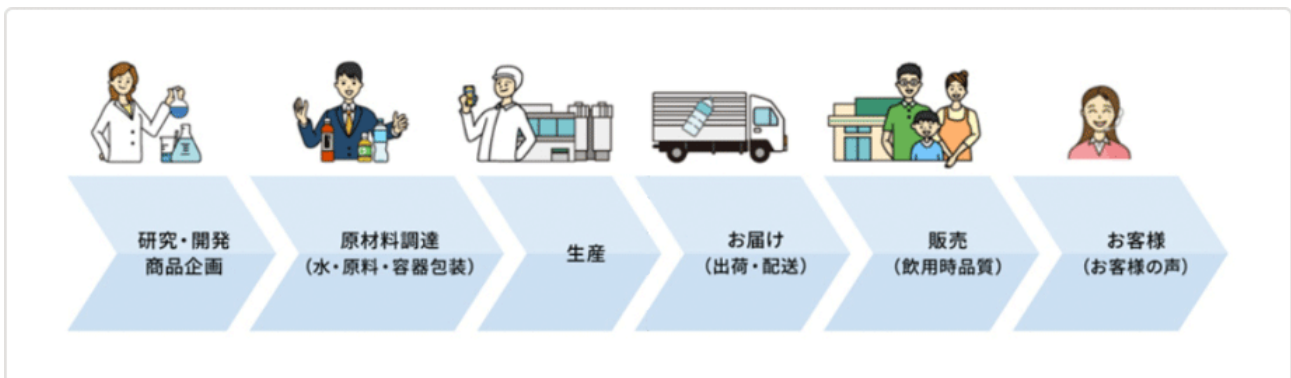 研究・開発
商品企画
原材料調達
（水・原料・容器包装）
生産
お届け
（出荷・配送）
販売
（飲用時品質）
お客様
（お客様の声）